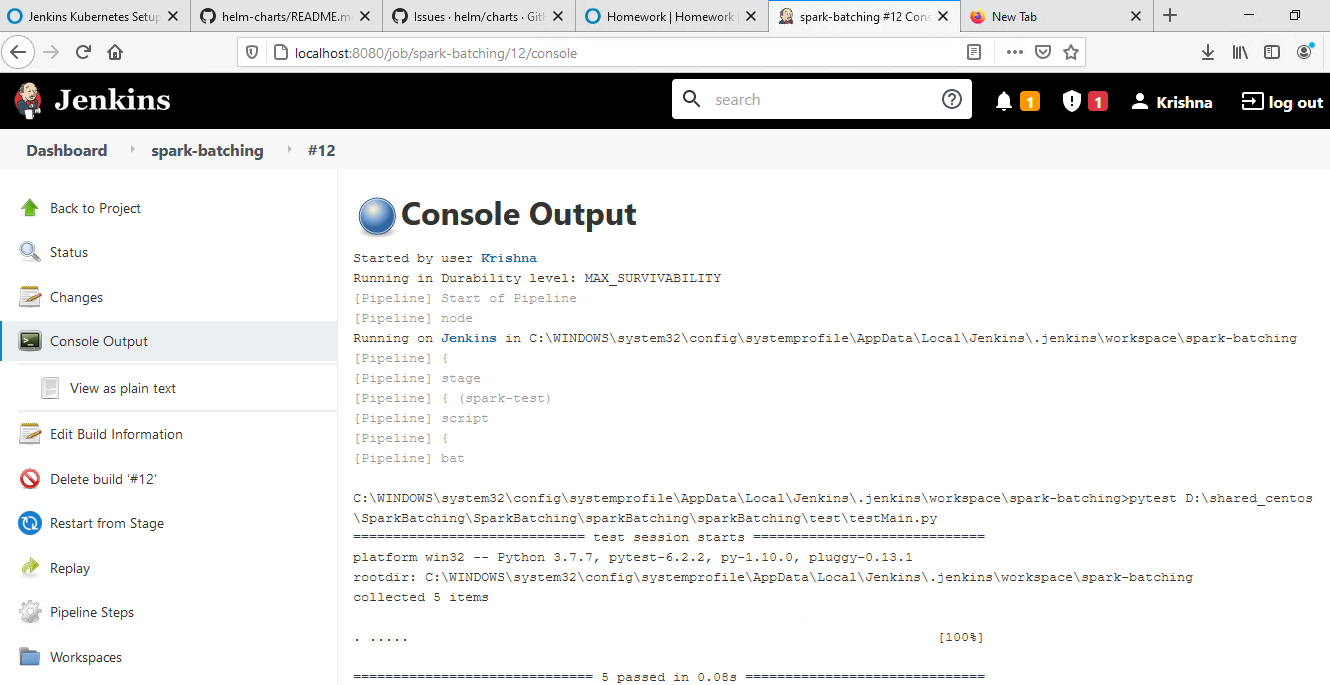 Jenkins Kubernetes Setup
helm-charts/README.m
Issues · helm/charts · Git
Homework | Homework
spark-batching #12 Cons
New Tab
localhost:8080/job/spark-batching/12/console
Jenkins
search
1
1
Krishna
log out
Dashboard
spark-batching
#12
Back to Project
Status
Changes
Console Output
View as plain text
Edit Build Information
Delete build ‘#12’
Restart from Stage
Replay
Pipeline Steps
Workspaces
Console Output
Started by user Krishna
Running in Durability level: MAX_SURVIVABILITY
[Pipeline] Start of Pipeline
[Pipeline] node
Running on Jenkins in C:\WINDOWS\system32\config\systemprofile\AppData\Local\Jenkins\.jenkins\workspace\spark-batching
[Pipeline] {
[Pipeline] stage
[Pipeline] { (spark-test)
[Pipeline] script
[Pipeline] {
[Pipeline] bat
C:\WINDOWS\system32\config\systemprofile\AppData\Local\Jenkins\.jenkins\workspace\spark-batching>pytest D:\shared_centos
\SparkBatching\SparkBatching\sparkBatching\sparkBatching\test\testMain.py
============================= test session starts =============================
platform win32 -- Python 3.7.7, pytest-6.2.2, py-1.10.0, pluggy-0.13.1
rootdir: C:\WINDOWS\system32\config\systemprofile\AppData\Local\Jenkins\.jenkins\workspace\spark-batching
collected 5 items
. ..... [100%]
============================== 5 passed in 0.08s ==============================